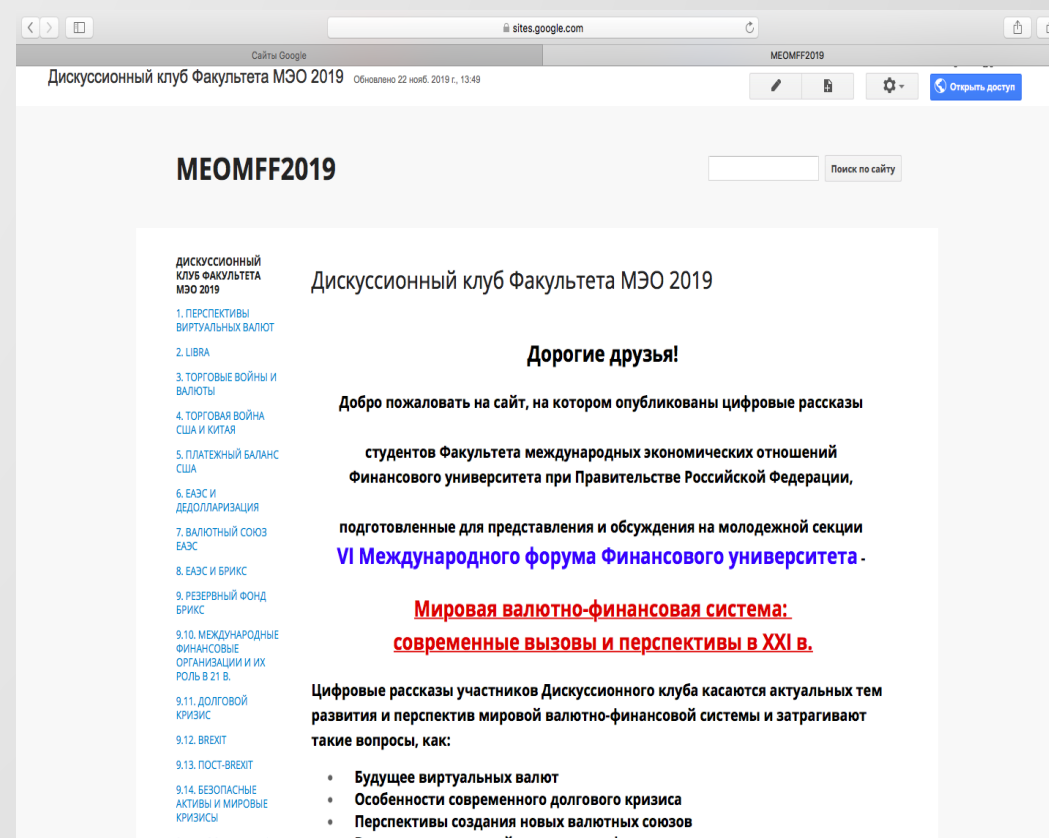 sites.google.com
Сайты Google
MEOMFF2019
Дискуссионный клуб Факультета МЭО 2019 Обновлено 22 нояб. 2019 г., 13:49
Открыть доступ
MEOMFF2019
Поиск по сайту
ДИСКУССИОННЫЙ
КЛУБ ФАКУЛЬТЕТА
МЭО 2019
1. ПЕРСПЕКТИВЫ
ВИРТУАЛЬНЫХ ВАЛЮТ
2. LIBRA
3. ТОРГОВЫЕ ВОЙНЫ И
ВАЛЮТЫ
4. ТОРГОВАЯ ВОЙНА
США И КИТАЯ
5. ПЛАТЕЖНЫЙ БАЛАНС
США
6. ЕАЭС И
ДЕДОЛЛАРИЗАЦИЯ
7. ВАЛЮТНЫЙ СОЮЗ
ЕАЭС
8. ЕАЭС И БРИКС
9. РЕЗЕРВНЫЙ ФОНД
БРИКС
9.10. МЕЖДУНАРОДНЫЕ
ФИНАНСОВЫЕ
ОРГАНИЗАЦИИ И ИХ
РОЛЬ В 21 В.
9.11. ДОЛГОВОЙ
КРИЗИС
9.12. BREXIT
9.13. ПОСТ-BREXIT
9.14. БЕЗОПАСНЫЕ
АКТИВЫ И МИРОВЫЕ
КРИЗИСЫ
Дискуссионный клуб Факультета МЭО 2019
Дорогие друзья!
Добро пожаловать на сайт, на котором опубликованы цифровые рассказы
студентов Факультета международных экономических отношений
Финансового университета при Правительстве Российской Федерации,
подготовленные для представления и обсуждения на молодежной секции
VI Международного форума Финансового университета -
Мировая валютно-финансовая система:
современные вызовы и перспективы в XXI в.
Цифровые рассказы участников Дискуссионного клуба касаются актуальных тем
развития и перспектив мировой валютно-финансовой системы и затрагивают
такие вопросы, как:
• Будущее виртуальных валют
• Особенности современного долгового кризиса
• Перспективы создания новых валютных союзов